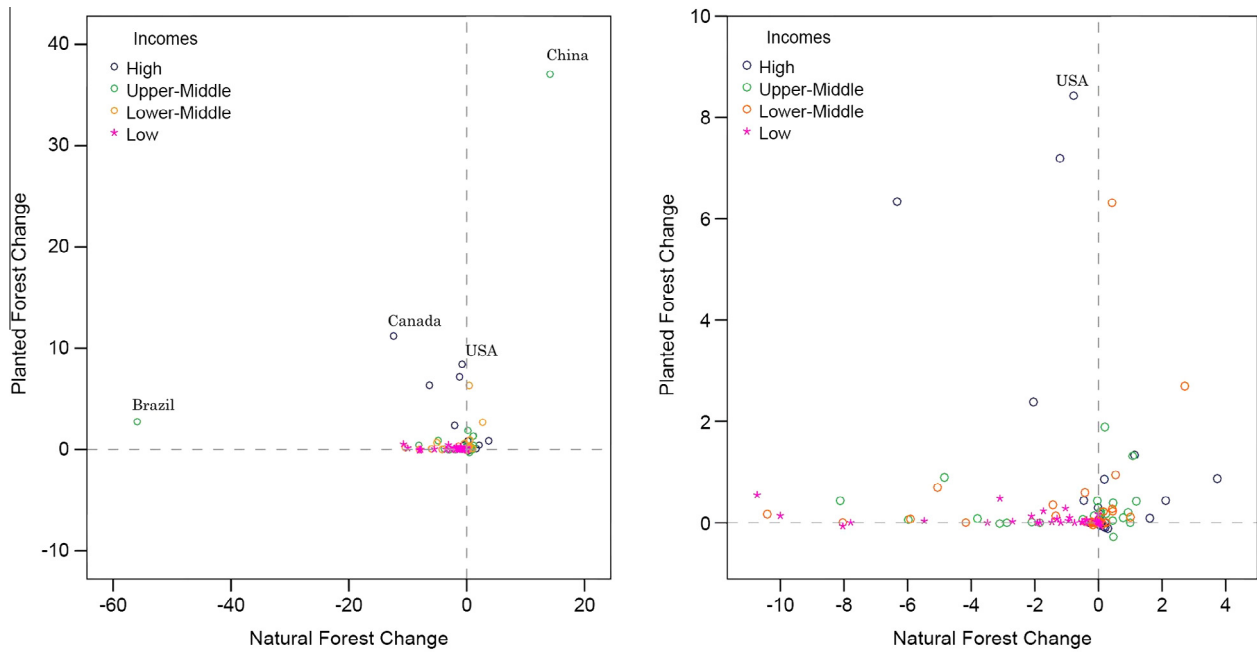 Incomes
High
Upper-Middle
Lower-Middle
Low
China
Canada
USA
Brazil
40
30
20
10
0
-10
-60
-40
-20
0
20
Planted Forest Change
Natural Forest Change
Incomes
High
Upper-Middle
Lower-Middle
Low
USA
10
8
6
4
2
0
-10
-8
-6
-4
-2
0
2
4
Planted Forest Change
Natural Forest Change